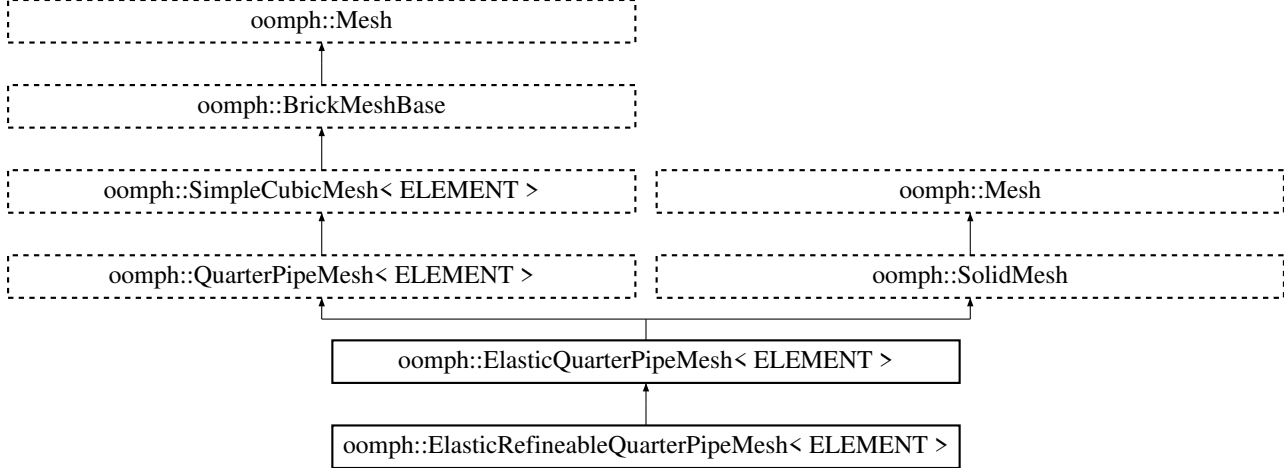 oomph::Mesh
oomph::BrickMeshBase
oomph::SimpleCubicMesh< ELEMENT >
oomph::Mesh
oomph::QuarterPipeMesh< ELEMENT >
oomph::SolidMesh
oomph::ElasticQuarterPipeMesh< ELEMENT >
oomph::ElasticRefineableQuarterPipeMesh< ELEMENT >